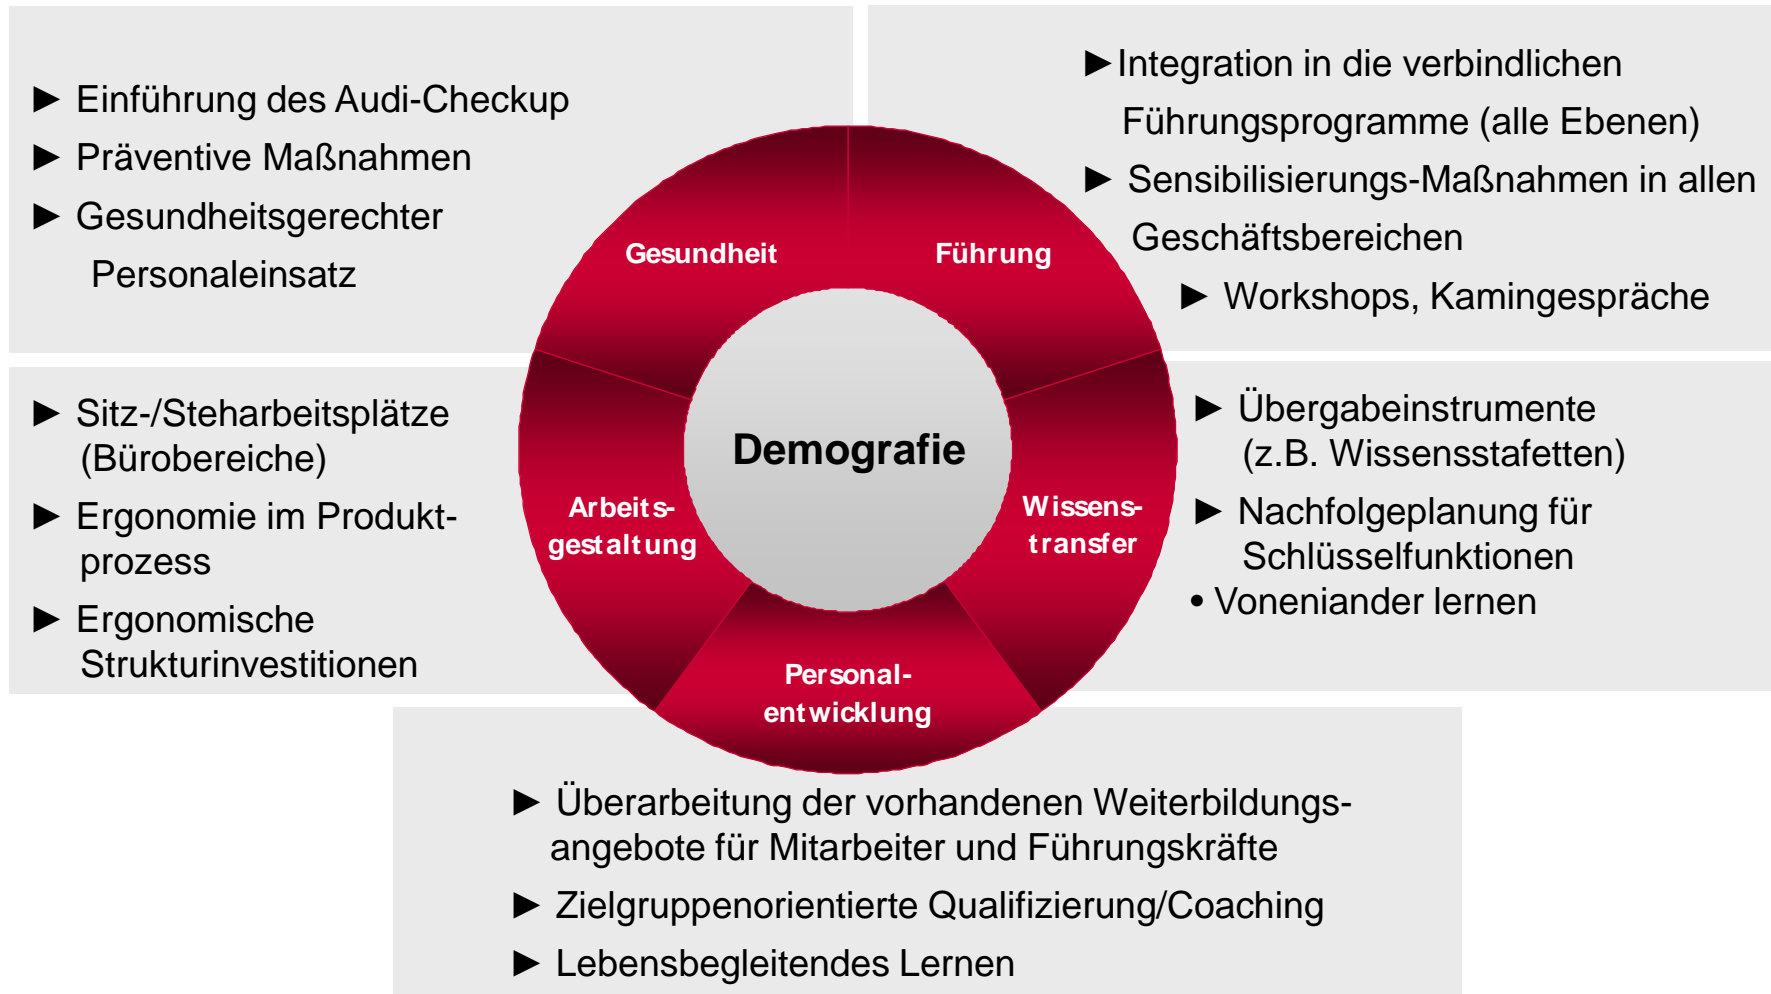 ► Einführung des Audi-Checkup
► Präventive Maßnahmen
► Gesundheitsgerechter
Personaleinsatz
►Integration in die verbindlichen
Führungsprogramme (alle Ebenen)
► Sensibilisierungs-Maßnahmen in allen
Geschäftsbereichen
► Workshops, Kamingespräche
Gesundheit
Führung
Demografie
Arbeits-
gestaltung
Wissens-
transfer
Personal-
entwicklung
► Sitz-/Steharbeitsplätze
(Bürobereiche)
► Ergonomie im Produkt-
prozess
► Ergonomische
Strukturinvestitionen
► Übergabeinstrumente
(z.B. Wissensstafetten)
► Nachfolgeplanung für
Schlüsselfunktionen
• Voneniander lernen
► Überarbeitung der vorhandenen Weiterbildungs-
angebote für Mitarbeiter und Führungskräfte
► Zielgruppenorientierte Qualifizierung/Coaching
► Lebensbegleitendes Lernen